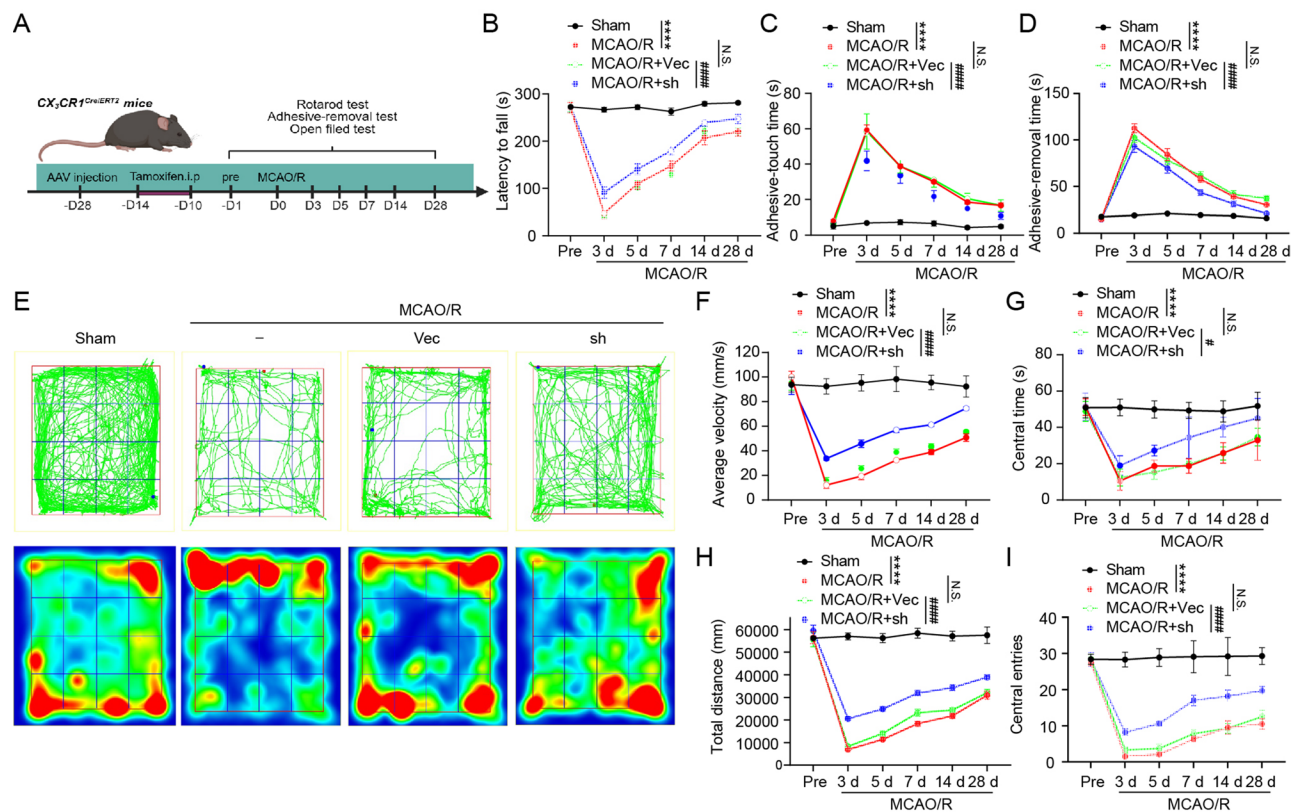 A
CX3CR1Cre/ERT2 mice
Rotarod test
Adhesive-removal test
Open filed test
AAV injection
Tamoxifen.i.p
pre
MCAO/R
-D28
-D14
-D10
-D1
D0
D3
D5
D7
D14
D28
B
Sham
MCAO/R
MCAO/R+Vec
MCAO/R+sh
****
####
N.S
Latency to fall (s)
400
300
200
100
0
Pre
3 d
5 d
7 d
14 d
28 d
MCAO/R
C
Sham
MCAO/R
MCAO/R+Vec
MCAO/R+sh
****
####
N.S
Adhesive-touch time (s)
80
60
40
20
0
Pre
3 d
5 d
7 d
14 d
28 d
MCAO/R
D
Sham
MCAO/R
MCAO/R+Vec
MCAO/R+sh
****
####
N.S
Adhesive-removal time (s)
150
100
50
0
Pre
3 d
5 d
7 d
14 d
28 d
MCAO/R
E
MCAO/R
Sham
–
Vec
sh
F
Sham
MCAO/R
MCAO/R+Vec
MCAO/R+sh
****
####
N.S.
Average velocity (mm/s)
120
100
80
60
40
20
0
Pre
3 d
5 d
7 d
14 d
28 d
MCAO/R
G
Sham
MCAO/R
MCAO/R+Vec
MCAO/R+sh
****
#
N.S.
Central time (s)
80
60
40
20
0
Pre
3 d
5 d
7 d
14 d
28 d
MCAO/R
H
Sham
MCAO/R
MCAO/R+Vec
MCAO/R+sh
****
####
N.S.
Total distance (mm)
60000
50000
40000
30000
20000
10000
0
Pre
3 d
5 d
7 d
14 d
28 d
MCAO/R
I
Sham
MCAO/R
MCAO/R+Vec
MCAO/R+sh
****
####
N.S.
Central entries
40
30
20
10
0
Pre
3 d
5 d
7 d
14 d
28 d
MCAO/R